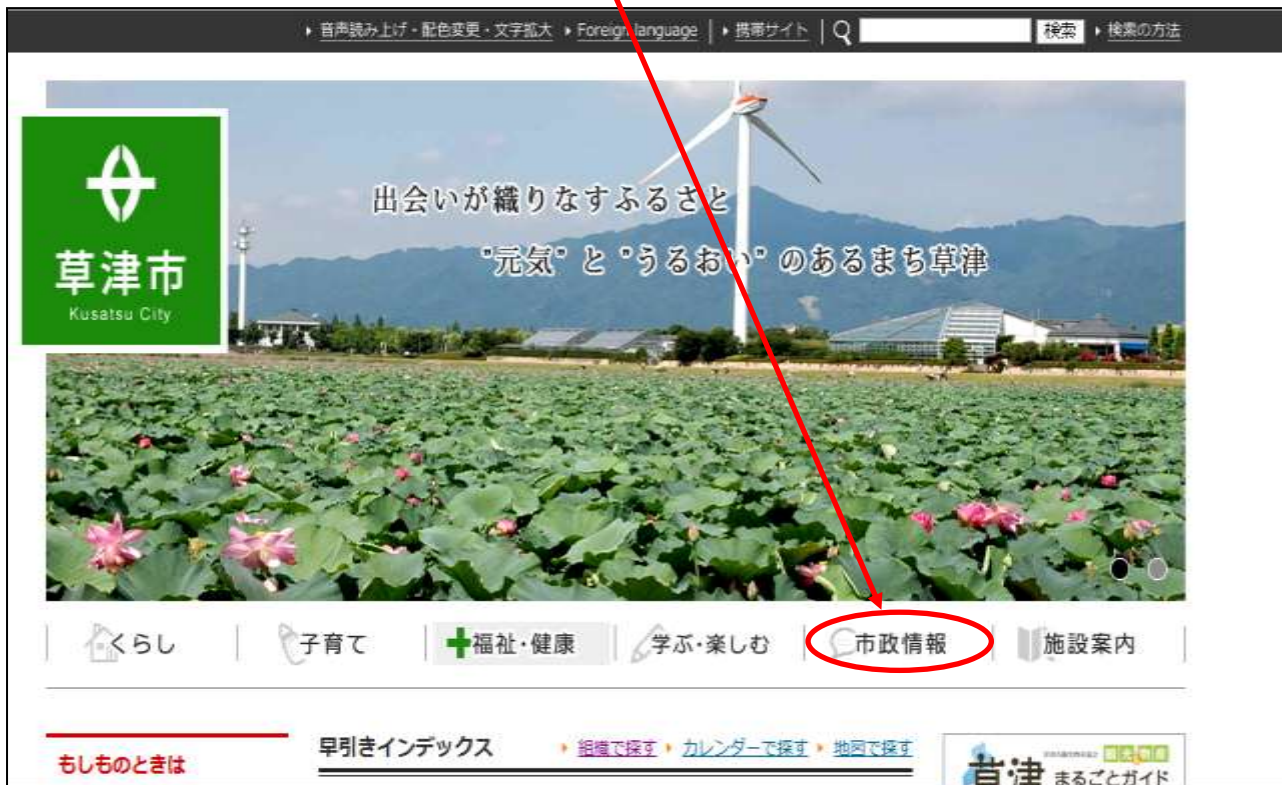 音声読み上げ・配色変更・文字拡大 Foreign language 携帯サイト 検索 検索の方法
草津市
Kusatsu City
出会いが織りなすふるさと
"元気" と "うるおい" のあるまち草津
くらし 子育て 福祉・健康 学ぶ・楽しむ 市政情報 施設案内
もしものときは
早引きインデックス 組織で探す カレンダーで探す 地図で探す
草津 まるごとガイド